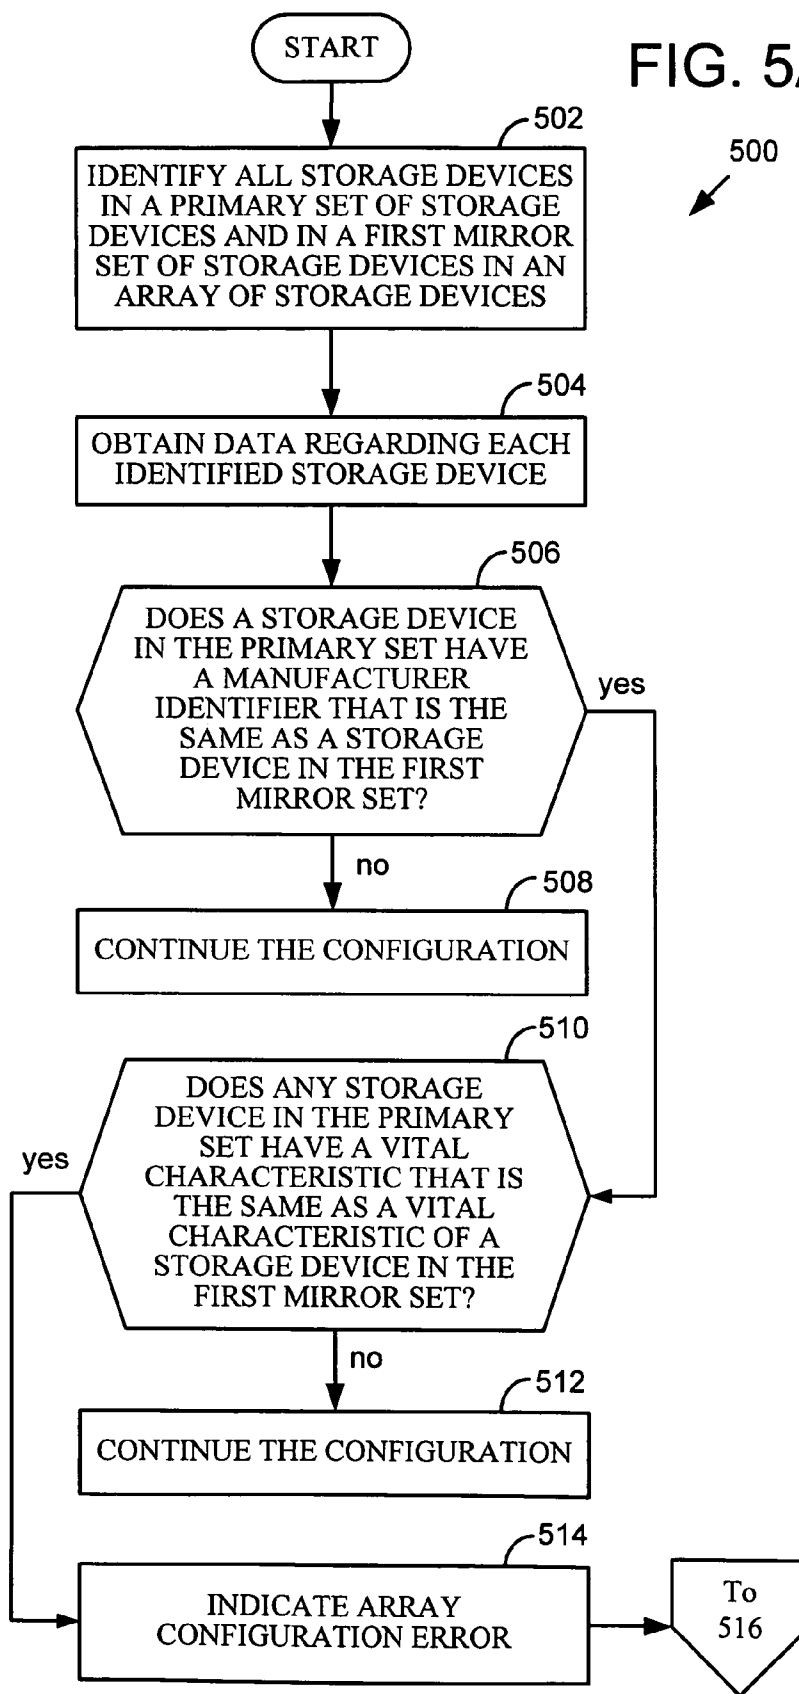 START
FIG. 5A
502
500
IDENTIFY ALL STORAGE DEVICES
IN A PRIMARY SET OF STORAGE
DEVICES AND IN A FIRST MIRROR
SET OF STORAGE DEVICES IN AN
ARRAY OF STORAGE DEVICES
504
OBTAIN DATA REGARDING EACH
IDENTIFIED STORAGE DEVICE
506
DOES A STORAGE DEVICE
IN THE PRIMARY SET HAVE
A MANUFACTURER
IDENTIFIER THAT IS THE
SAME AS A STORAGE
DEVICE IN THE FIRST
MIRROR SET?
yes
no
508
CONTINUE THE CONFIGURATION
510
DOES ANY STORAGE
DEVICE IN THE PRIMARY
SET HAVE A VITAL
CHARACTERISTIC THAT IS
THE SAME AS A VITAL
CHARACTERISTIC OF A
STORAGE DEVICE IN THE
FIRST MIRROR SET?
yes
no
512
CONTINUE THE CONFIGURATION
514
INDICATE ARRAY
CONFIGURATION ERROR
To
516